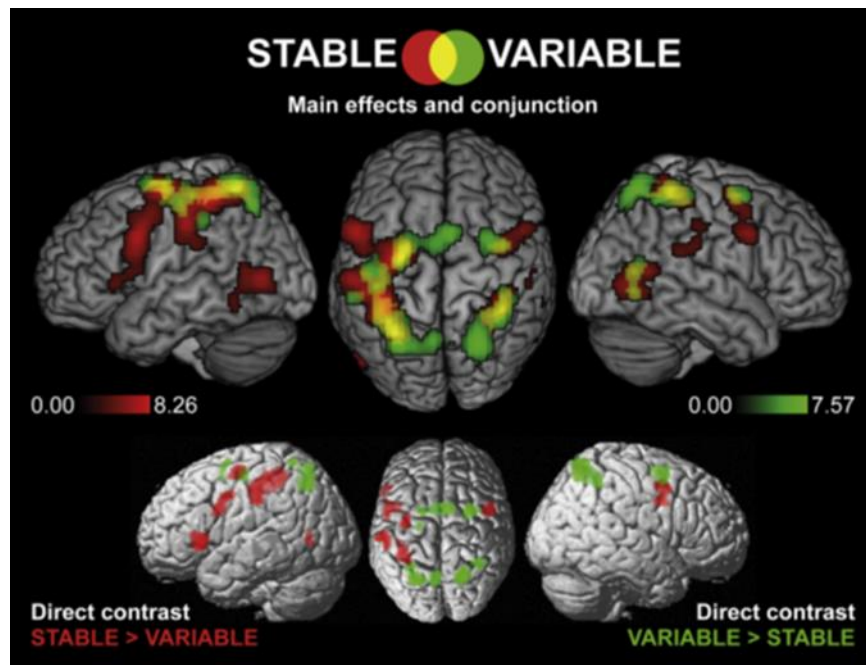 STABLE VARIABLE
Main effects and conjunction
0.00 8.26 0.00 7.57
Direct contrast Direct contrast
STABLE > VARIABLE VARIABLE > STABLE